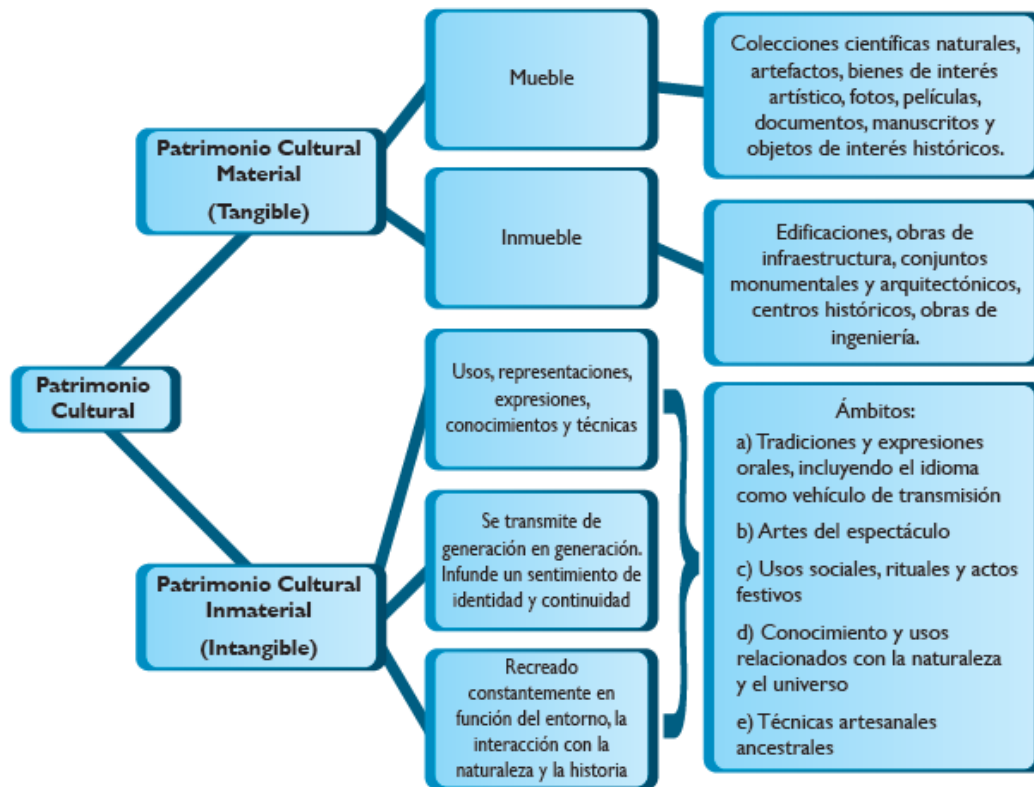 Patrimonio
Cultural
Patrimonio Cultural
Material
(Tangible)
Mueble
Colecciones científicas naturales,
artefactos, bienes de interés
artístico, fotos, películas,
documentos, manuscritos y
objetos de interés históricos.
Inmueble
Edificaciones, obras de
infraestructura, conjuntos
monumentales y arquitectónicos,
centros históricos, obras de
ingeniería.
Patrimonio Cultural
Inmaterial
(Intangible)
Usos, representaciones,
expresiones,
conocimientos y técnicas
Se transmite de
generación en generación.
Infunde un sentimiento de
identidad y continuidad
Recreado
constantemente en
función del entorno, la
interacción con la
naturaleza y la historia
Ámbitos:
a) Tradiciones y expresiones
orales, incluyendo el idioma
como vehículo de transmisión
b) Artes del espectáculo
c) Usos sociales, rituales y actos
festivos
d) Conocimiento y usos
relacionados con la naturaleza
y el universo
e) Técnicas artesanales
ancestrales